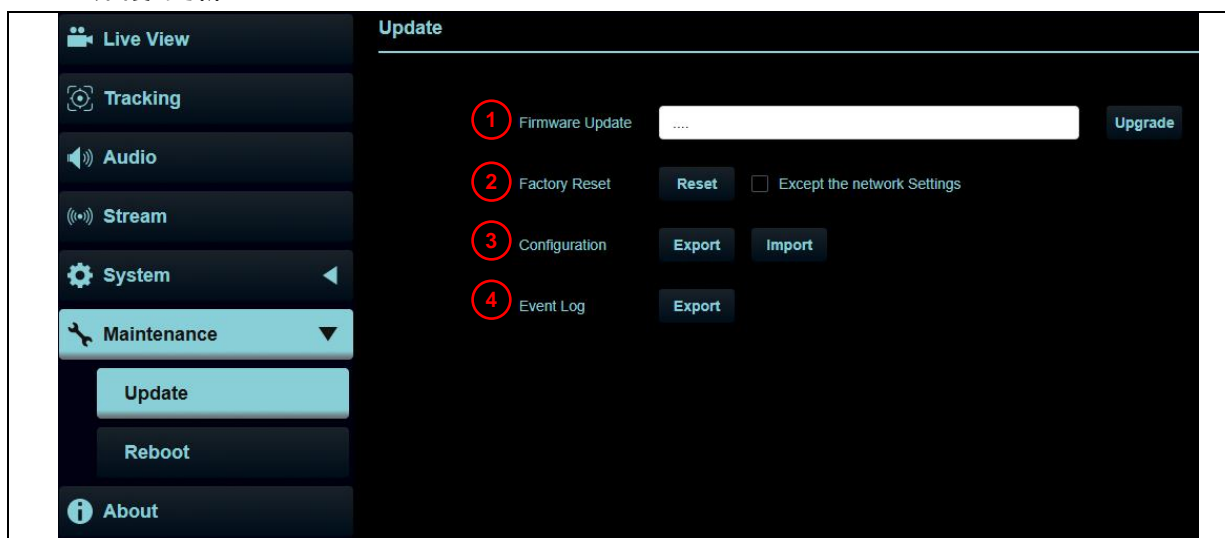 Live View
Tracking
Audio
Stream
System
Maintenance
Update
Reboot
About
Update
1 Firmware Update .... Upgrade
2 Factory Reset Reset Except the network Settings
3 Configuration Export Import
4 Event Log Export